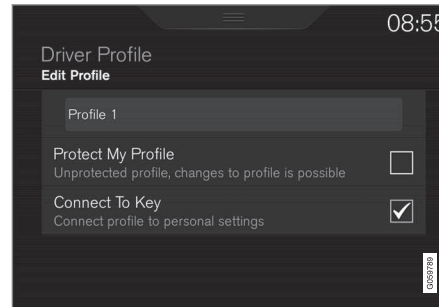 08:55
Driver Profile
Edit Profile
Profile 1
Protect My Profile
Unprotected profile, changes to profile is possible
Connect To Key
Connect profile to personal settings
G059789